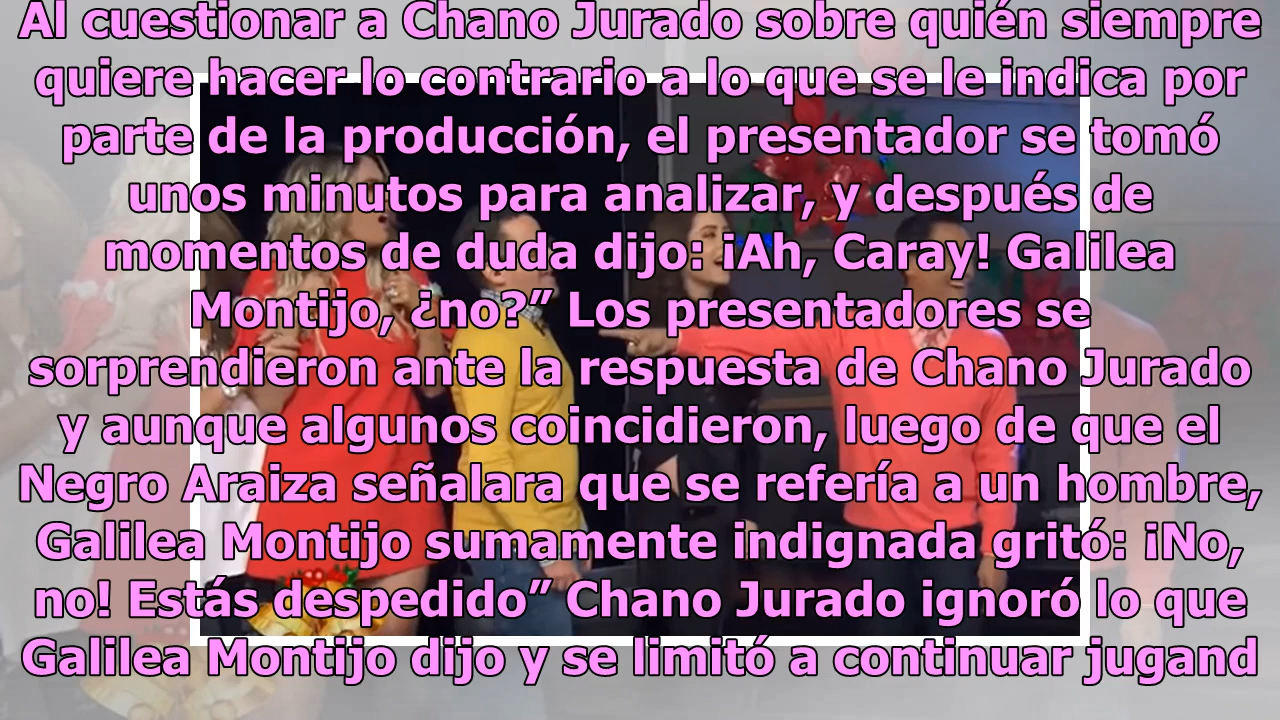 Al cuestionar a Chano Jurado sobre quién siempre
quiere hacer lo contrario a lo que se le indica por
parte de la producción, el presentador se tomó
unos minutos para analizar, y después de
momentos de duda dijo: ¡Ah, Caray! Galilea
Montijo, ¿no?” Los presentadores se
sorprendieron ante la respuesta de Chano Jurado
y aunque algunos coincidieron, luego de que el
Negro Araiza señalara que se refería a un hombre,
Galilea Montijo sumamente indignada gritó: ¡No,
no! Estás despedido” Chano Jurado ignoró lo que
Galilea Montijo dijo y se limitó a continuar jugand